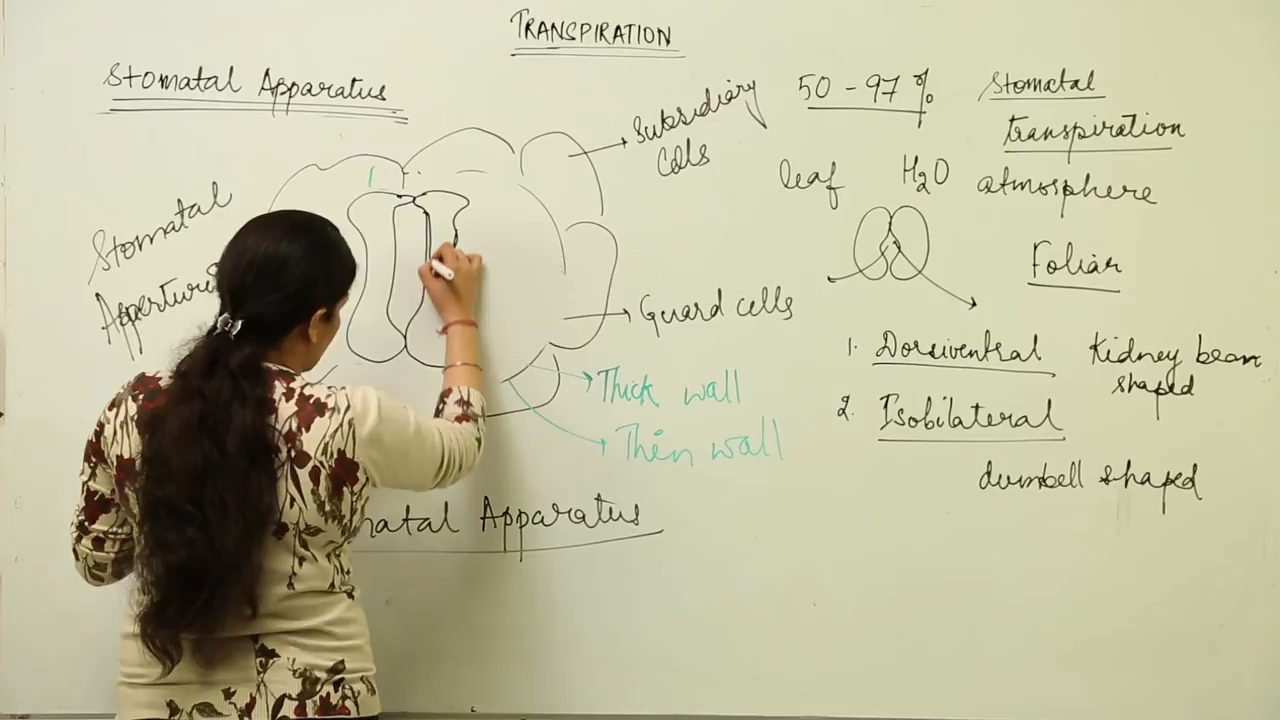 TRANSPIRATION
Stomatal Apparatus
Subsidiary
Cells
Stomatal
Guard cells
Thick wall
Thin wall
Apparatus
50 - 97 % Stomatal
transpiration
leaf H2O atmosphere
Foliar
1. Dorsiventral Kidney bean
shaped
2. Isobilateral
dumbell shaped